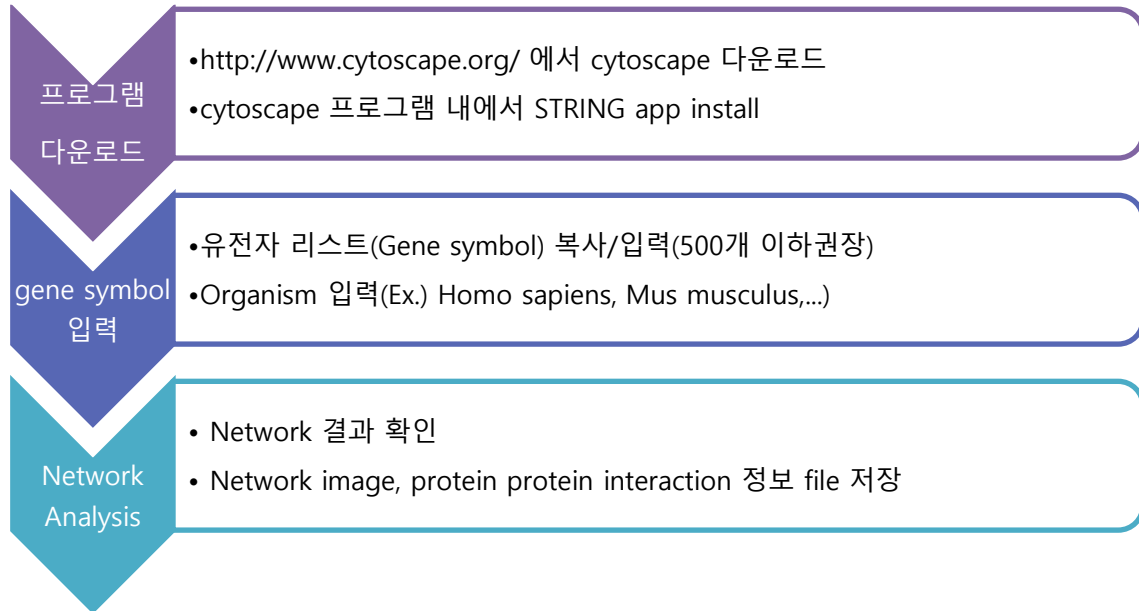 프로그램
다운로드
•http://www.cytoscape.org/ 에서 cytoscape 다운로드
•cytoscape 프로그램 내에서 STRING app install
gene symbol
입력
•유전자 리스트(Gene symbol) 복사/입력(500개 이하권장)
•Organism 입력(Ex.) Homo sapiens, Mus musculus,...)
Network
Analysis
• Network 결과 확인
• Network image, protein protein interaction 정보 file 저장